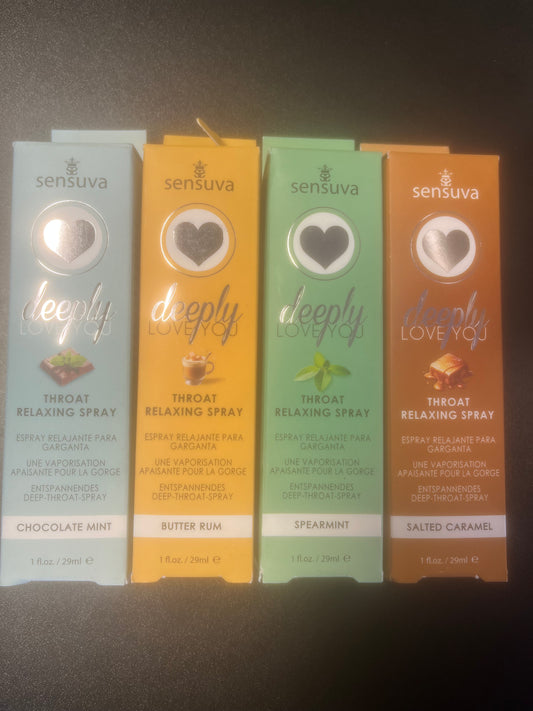 sensuva
deeply
LOVE YOU
THROAT
RELAXING SPRAY
ESPRAY RELAJANTE PARA
GARGANTA
UNE VAPORISATION
APAISANTE POUR LA GORGE
ENTSPANNENDES
DEEP-THROAT-SPRAY
CHOCOLATE MINT
1 fl.oz. / 29ml ℮
sensuva
deeply
LOVE YOU
THROAT
RELAXING SPRAY
ESPRAY RELAJANTE PARA
GARGANTA
UNE VAPORISATION
APAISANTE POUR LA GORGE
ENTSPANNENDES
DEEP-THROAT-SPRAY
BUTTER RUM
1 fl.oz. / 29ml ℮
sensuva
deeply
LOVE YOU
THROAT
RELAXING SPRAY
ESPRAY RELAJANTE PARA
GARGANTA
UNE VAPORISATION
APAISANTE POUR LA GORGE
ENTSPANNENDES
DEEP-THROAT-SPRAY
SPEARMINT
1 fl.oz. / 29ml ℮
sensuva
deeply
LOVE YOU
THROAT
RELAXING SPRAY
ESPRAY RELAJANTE PARA
GARGANTA
UNE VAPORISATION
APAISANTE POUR LA GORGE
ENTSPANNENDES
DEEP-THROAT-SPRAY
SALTED CARAMEL
1 fl.oz. / 29ml ℮